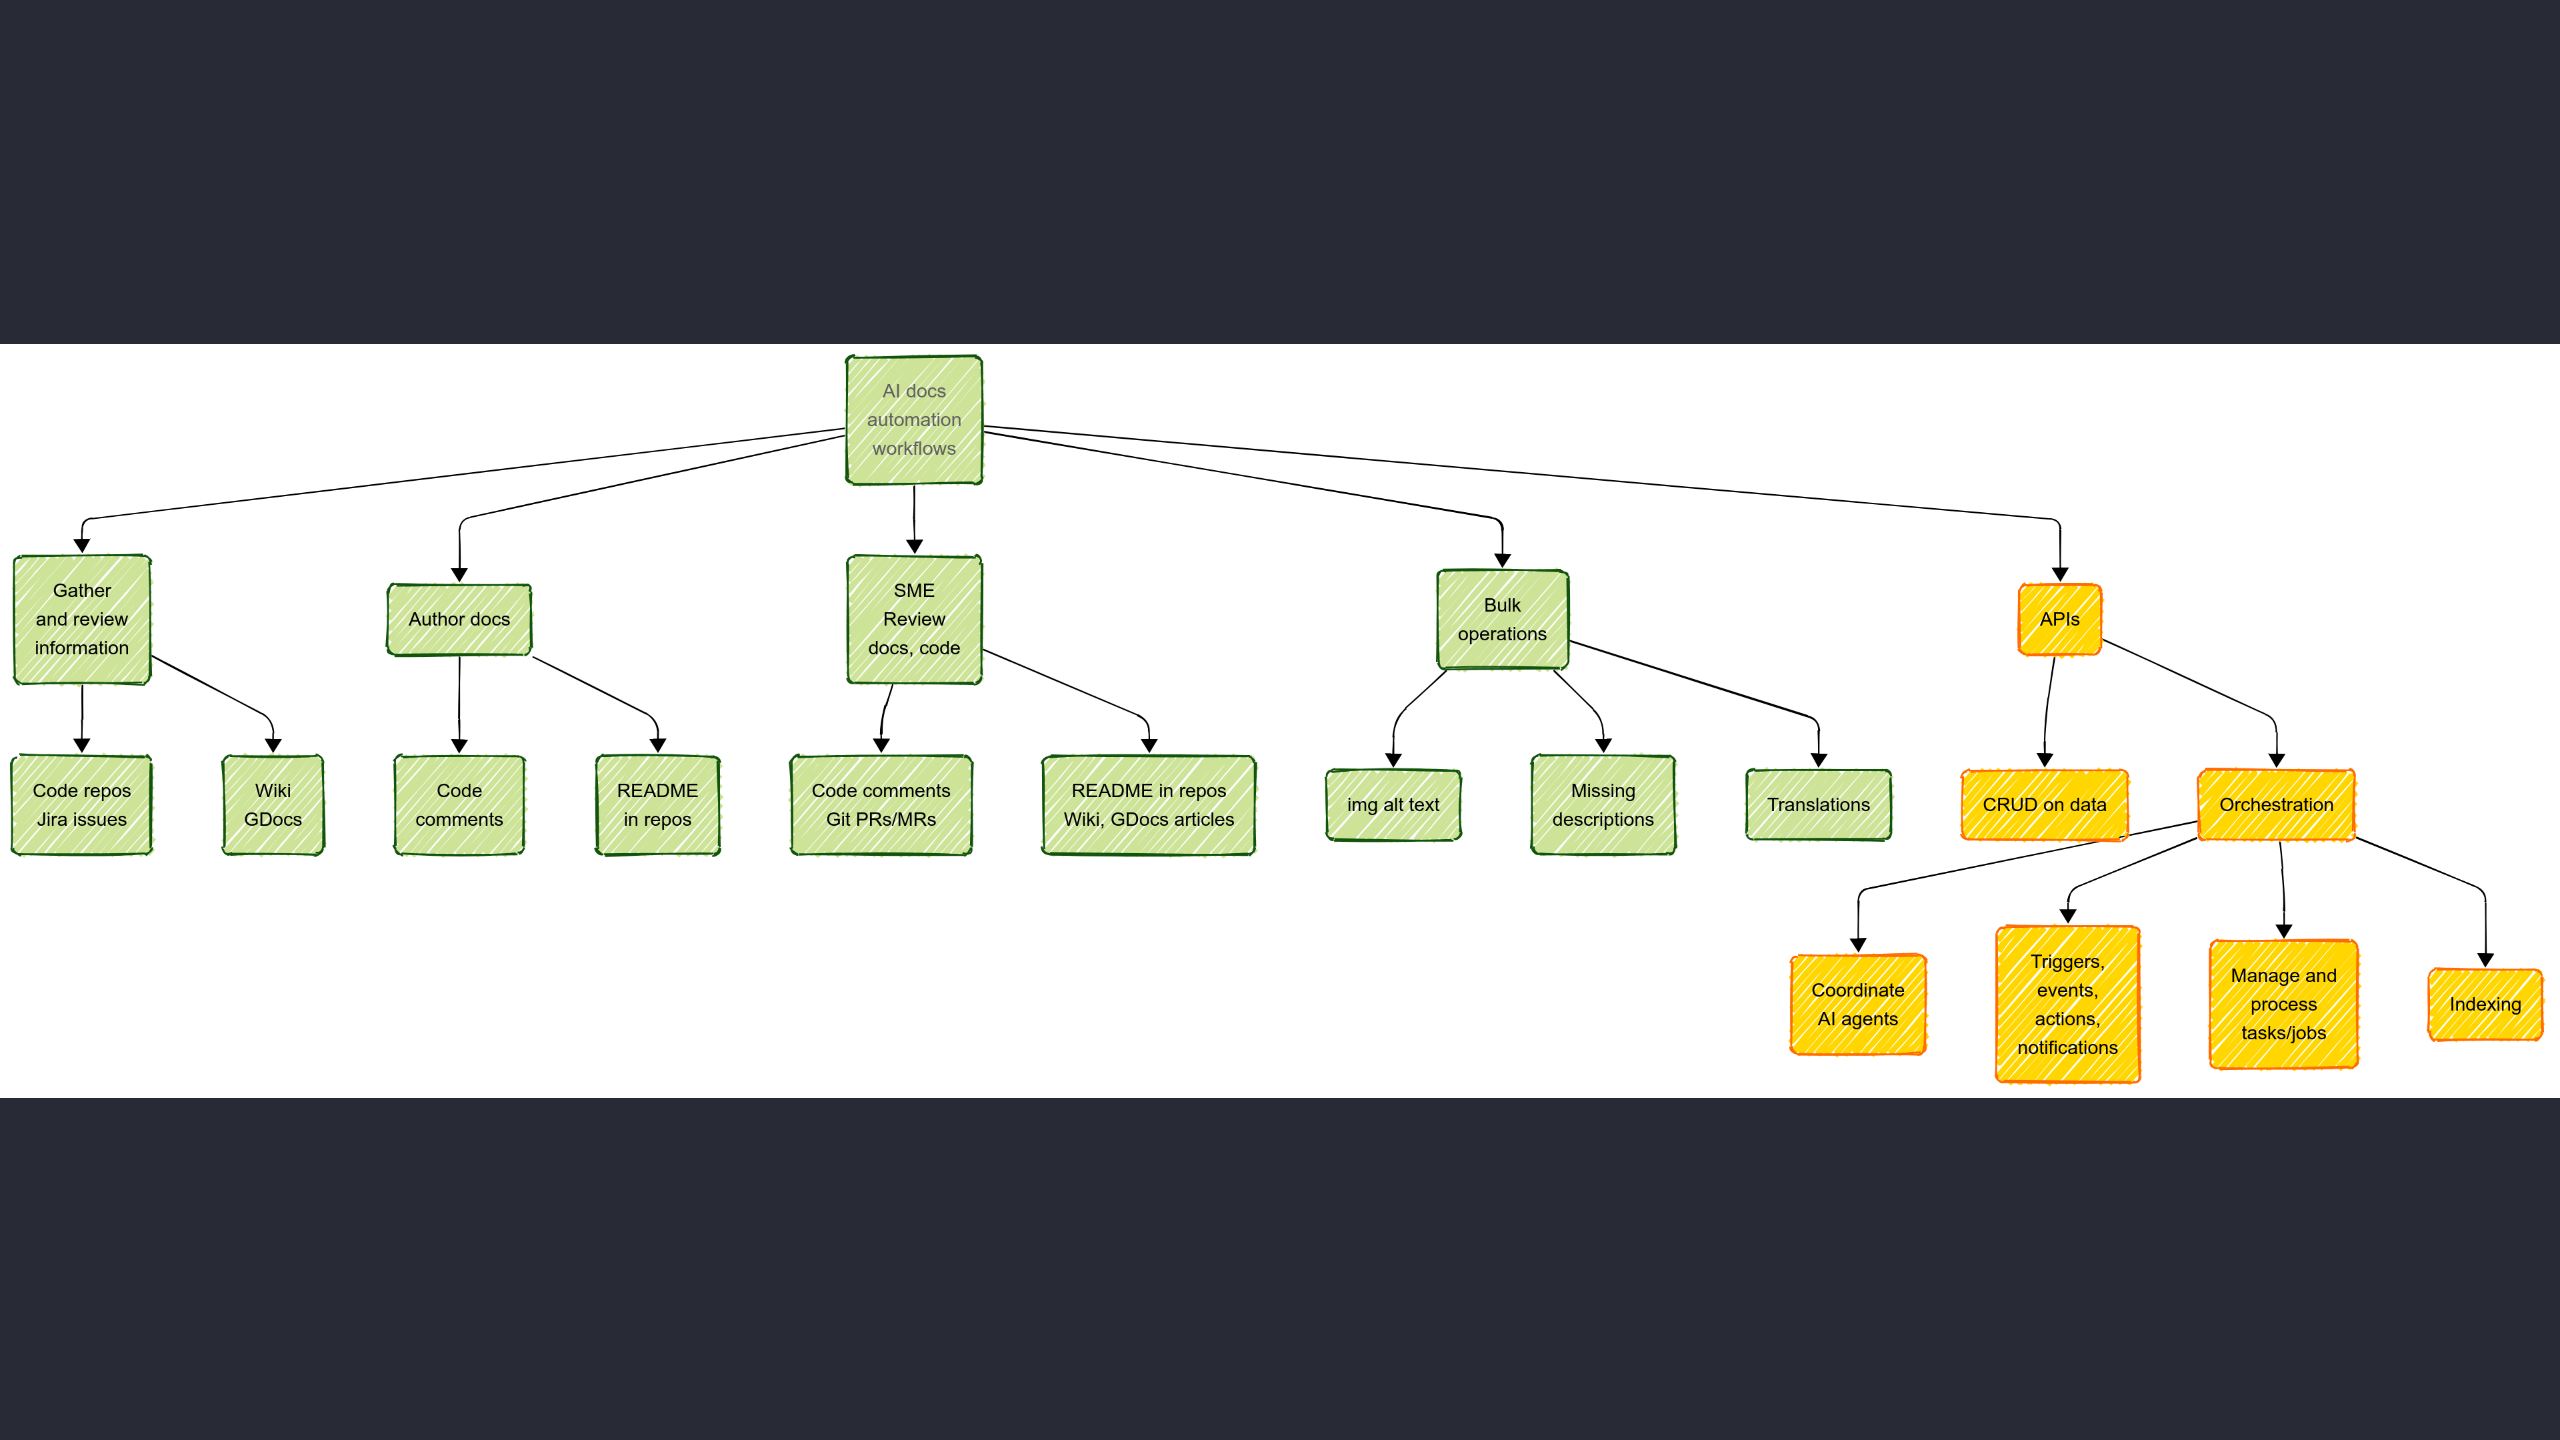 AI docs
automation
workflows
Gather
and review
information
Author docs
SME
Review
docs, code
Bulk
operations
APIs
Code repos
Jira issues
Wiki
GDocs
Code
comments
README
in repos
Code comments
Git PRs/MRs
README in repos
Wiki, GDocs articles
img alt text
Missing
descriptions
Translations
CRUD on data
Orchestration
Coordinate
AI agents
Triggers,
events,
actions,
notifications
Manage and
process
tasks/jobs
Indexing